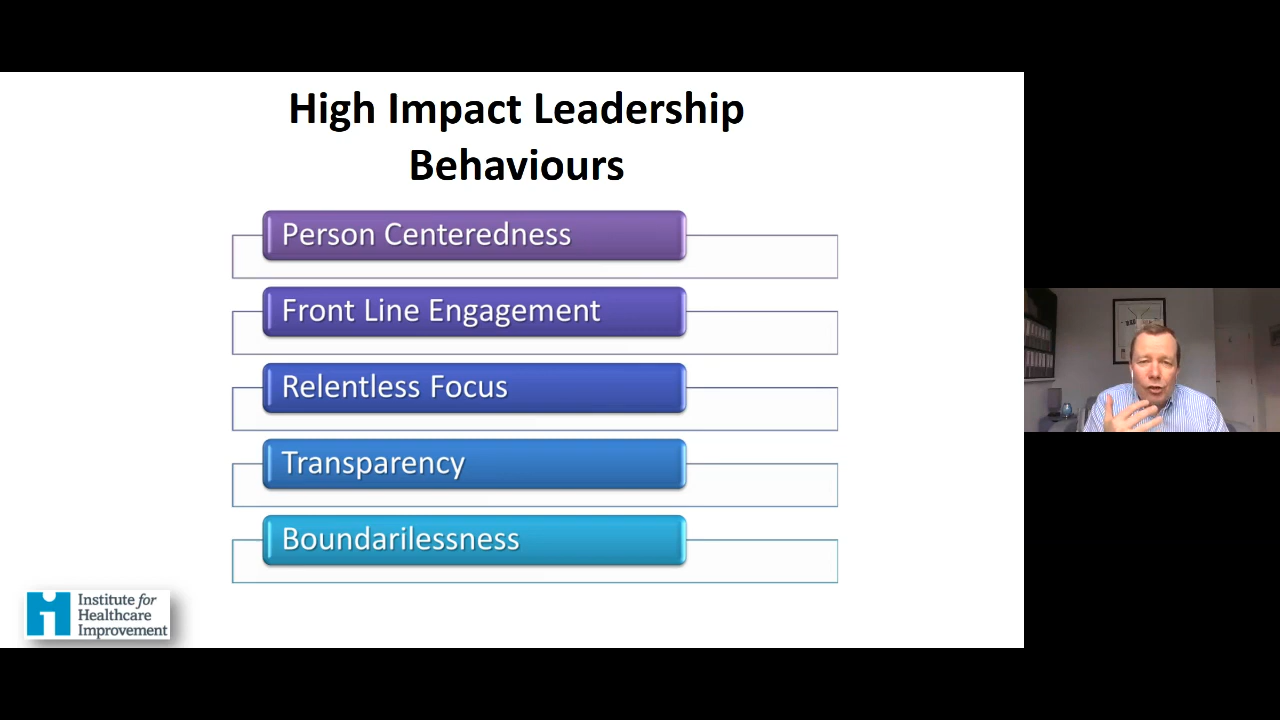 High Impact Leadership
Behaviours
Person Centeredness
Front Line Engagement
Relentless Focus
Transparency
Boundarilessness
Institute for
Healthcare
Improvement